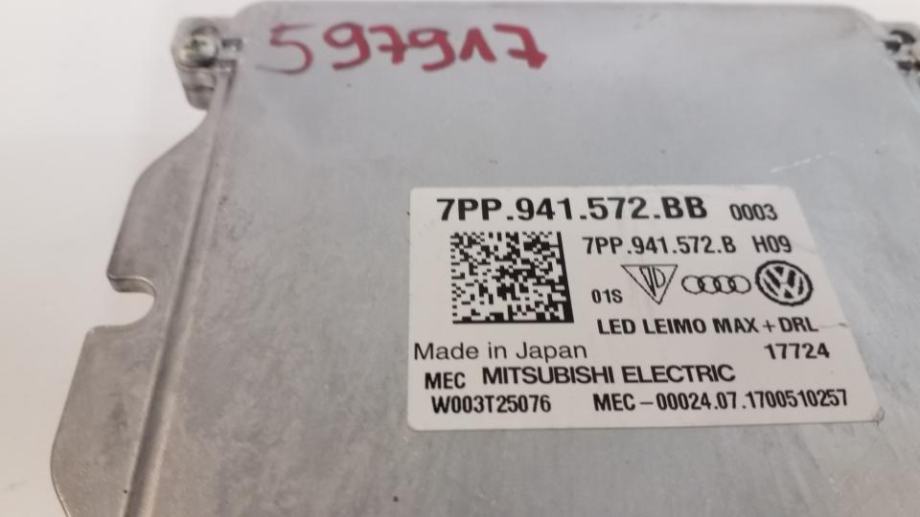 597917
7PP.941.572.BB 0003
7PP.941.572.B H09
01S
LED LEIMO MAX+DRL
Made in Japan 17724
MEC MITSUBISHI ELECTRIC
W003T25076 MEC-00024.07.1700510257